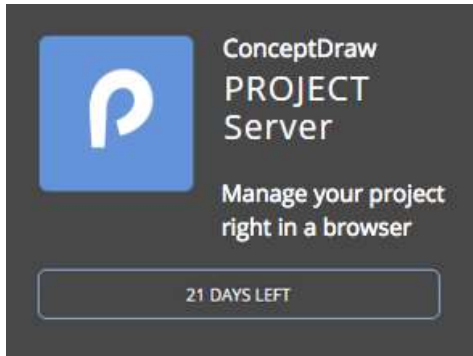 ConceptDraw
PROJECT
Server
Manage your project
right in a browser
21 DAYS LEFT